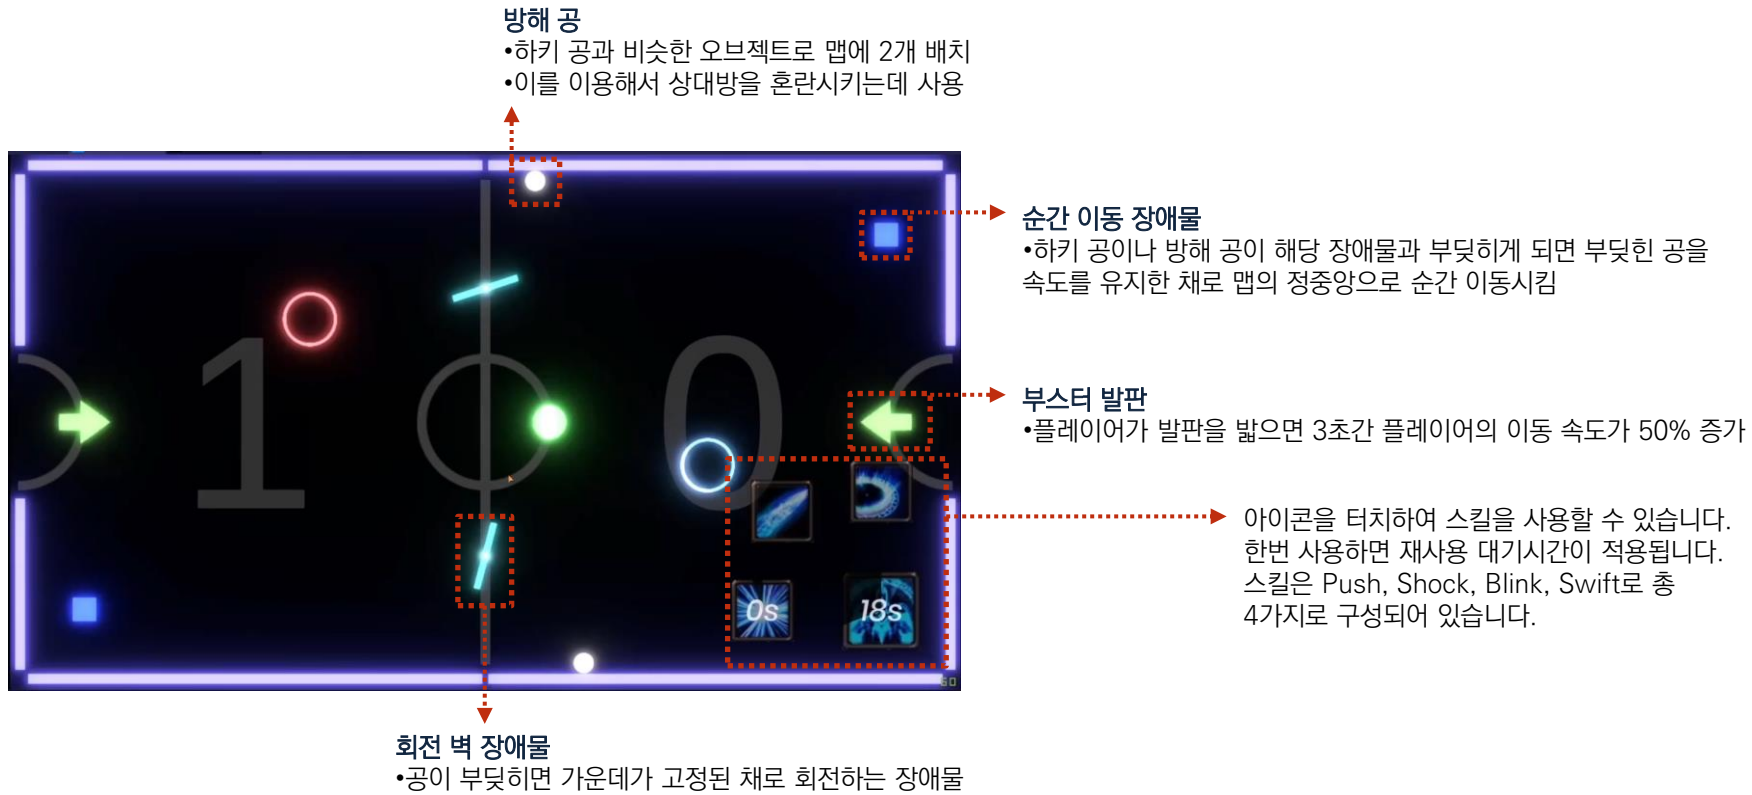 방해 공
•하키 공과 비슷한 오브젝트로 맵에 2개 배치
•이를 이용해서 상대방을 혼란시키는데 사용
순간 이동 장애물
•하키 공이나 방해 공이 해당 장애물과 부딪히게 되면 부딪힌 공을
속도를 유지한 채로 맵의 정중앙으로 순간 이동시킴
1
0
부스터 발판
•플레이어가 발판을 밟으면 3초간 플레이어의 이동 속도가 50% 증가
아이콘을 터치하여 스킬을 사용할 수 있습니다.
한번 사용하면 재사용 대기시간이 적용됩니다.
스킬은 Push, Shock, Blink, Swift로 총
4가지로 구성되어 있습니다.
0s
18s
60
회전 벽 장애물
•공이 부딪히면 가운데가 고정된 채로 회전하는 장애물